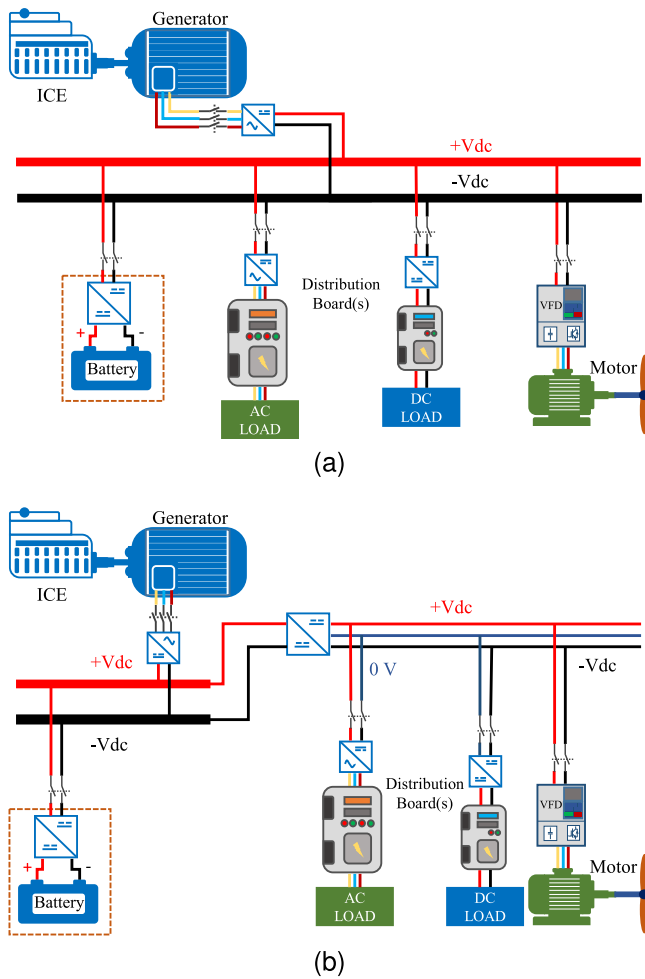 Generator
ICE
+Vdc
-Vdc
Distribution
Board(s)
VFD
+
-
Battery
Motor
AC
LOAD
DC
LOAD
(a)
Generator
ICE
+Vdc
+Vdc
0 V
-Vdc
-Vdc
Distribution
Board(s)
VFD
+
-
Battery
Motor
AC
LOAD
DC
LOAD
(b)